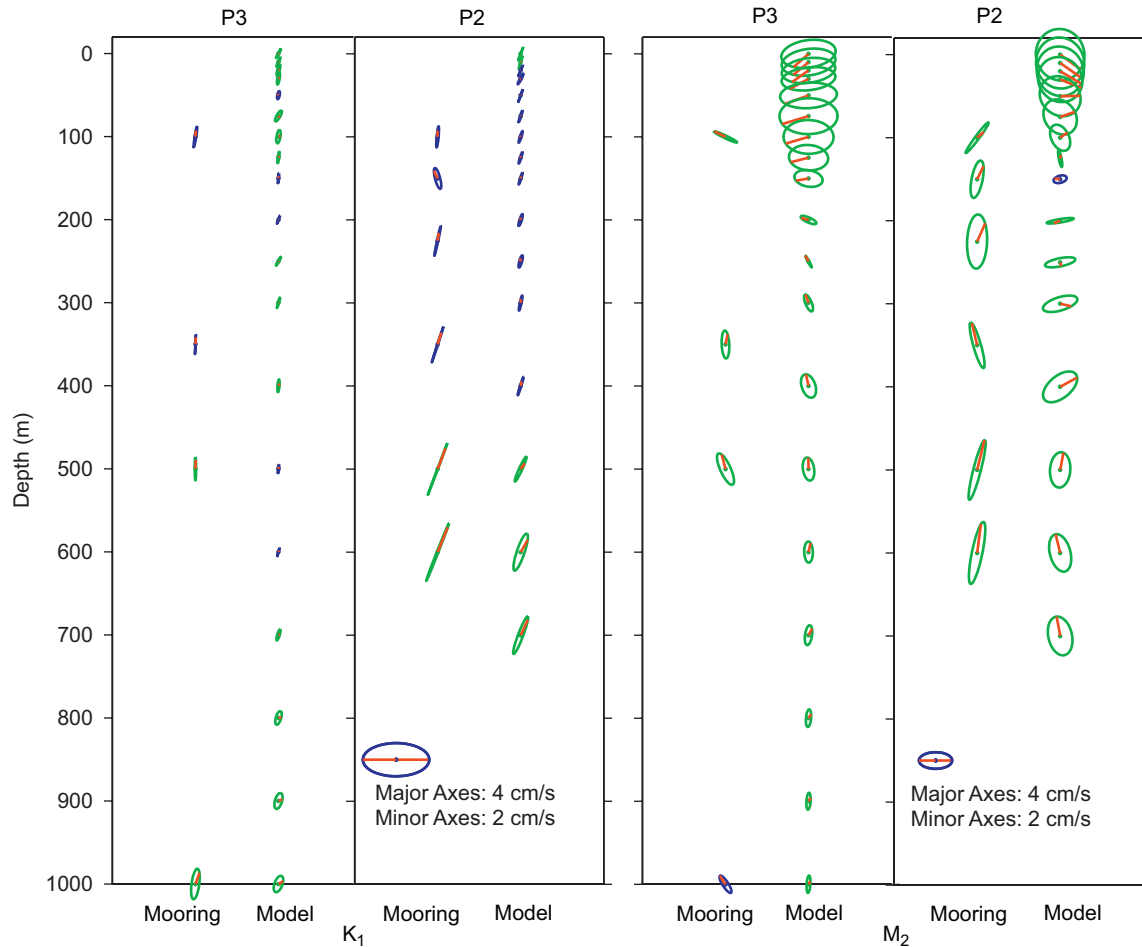 P3 P2 P3 P2
0
100
200
300
400
500
600
700
800
900
1000
Depth (m)
Major Axes: 4 cm/s
Minor Axes: 2 cm/s
Major Axes: 4 cm/s
Minor Axes: 2 cm/s
Mooring Model Mooring Model Mooring Model Mooring Model
K₁ M₂